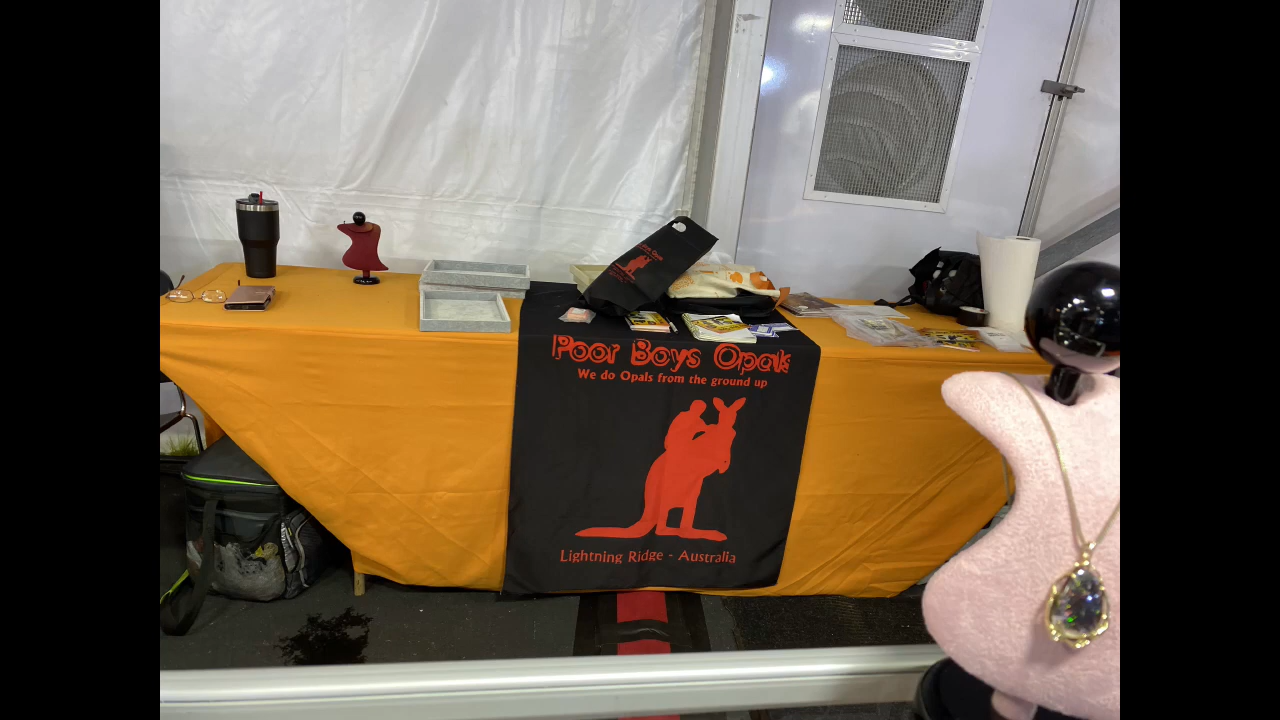 Poor Boys Opals
We do Opals from the ground up
Lightning Ridge - Australia